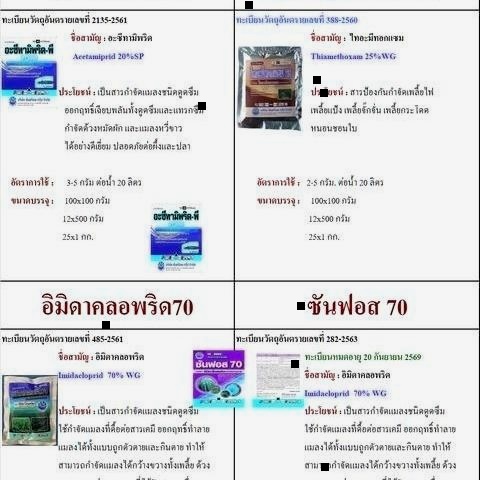 ทะเบียนวัตถุอันตรายเลขที่ 2135-2561
ชื่อสามัญ : อะซีทามิพริด
Acetamiprid 20%SP
อะซีทามิพริด-พี
ประโยชน์ : เป็นสารกำจัดแมลงชนิดดูดซึม
ออกฤทธิ์เฉียบพลันทั้งดูดซึมและแทรกซึม
กำจัดด้วงหมัดผัก และแมลงหวี่ขาว
ได้อย่างดีเยี่ยม ปลอดภัยต่อผึ้งและปลา
อัตราการใช้ : 3-5 กรัม ต่อน้ำ 20 ลิตร
ขนาดบรรจุ : 100x100 กรัม
12x500 กรัม
25x1 กก.
อะซีทามิพริด-พี
ทะเบียนวัตถุอันตรายเลขที่ 388-2560
ชื่อสามัญ : ไทอะมีทอกแซม
Thiamethoxam 25%WG
ประโยชน์ : สารป้องกันกำจัดเพลี้ยไฟ
เพลี้ยแป้ง เพลี้ยจั๊กจั่น เพลี้ยกระโดด
หนอนชอนใบ
อัตราการใช้ : 2-5 กรัม. ต่อน้ำ 20 ลิตร
ขนาดบรรจุ : 100x100 กรัม
12x500 กรัม
25x1 กก.
อิมิดาคลอพริด70
ซันฟอส 70
ทะเบียนวัตถุอันตรายเลขที่ 485-2561
ชื่อสามัญ : อิมิดาคลอพริด
Imidacloprid 70% WG
ประโยชน์ : เป็นสารกำจัดแมลงชนิดดูดซึม
ใช้กำจัดแมลงที่ดื้อต่อสารเคมี ออกฤทธิ์ทำลาย
แมลงได้ทั้งแบบถูกตัวตายและกินตาย ทำให้
สามารถกำจัดแมลงได้กว้างขวางทั้งเพลี้ย ด้วง
ซันฟอส 70
ทะเบียนวัตถุอันตรายเลขที่ 282-2563
ทะเบียนหมดอายุ 20 กันยายน 2569
ชื่อสามัญ : อิมิดาคลอพริด
Imidacloprid 70% WG
ประโยชน์ : เป็นสารกำจัดแมลงชนิดดูดซึม
ใช้กำจัดแมลงที่ดื้อต่อสารเคมี ออกฤทธิ์ทำลาย
แมลงได้ทั้งแบบถูกตัวตายและกินตาย ทำให้
สามารถกำจัดแมลงได้กว้างขวางทั้งเพลี้ย ด้วง